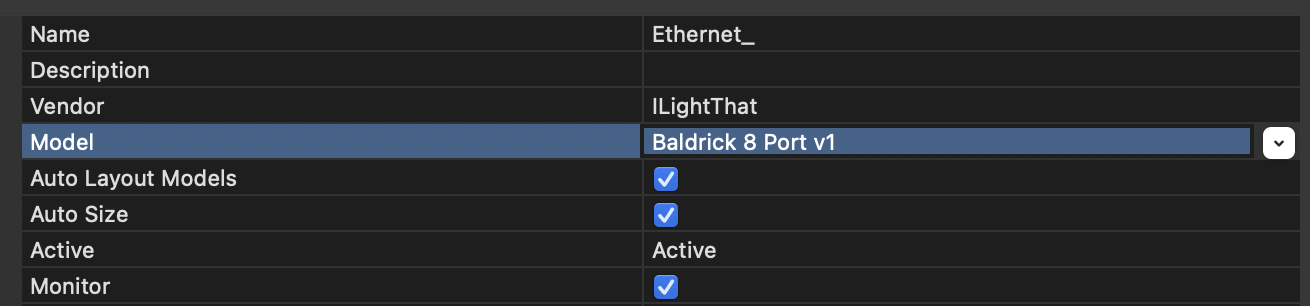 Name Ethernet_
Description
Vendor ILightThat
Model Baldrick 8 Port v1
Auto Layout Models
Auto Size
Active Active
Monitor